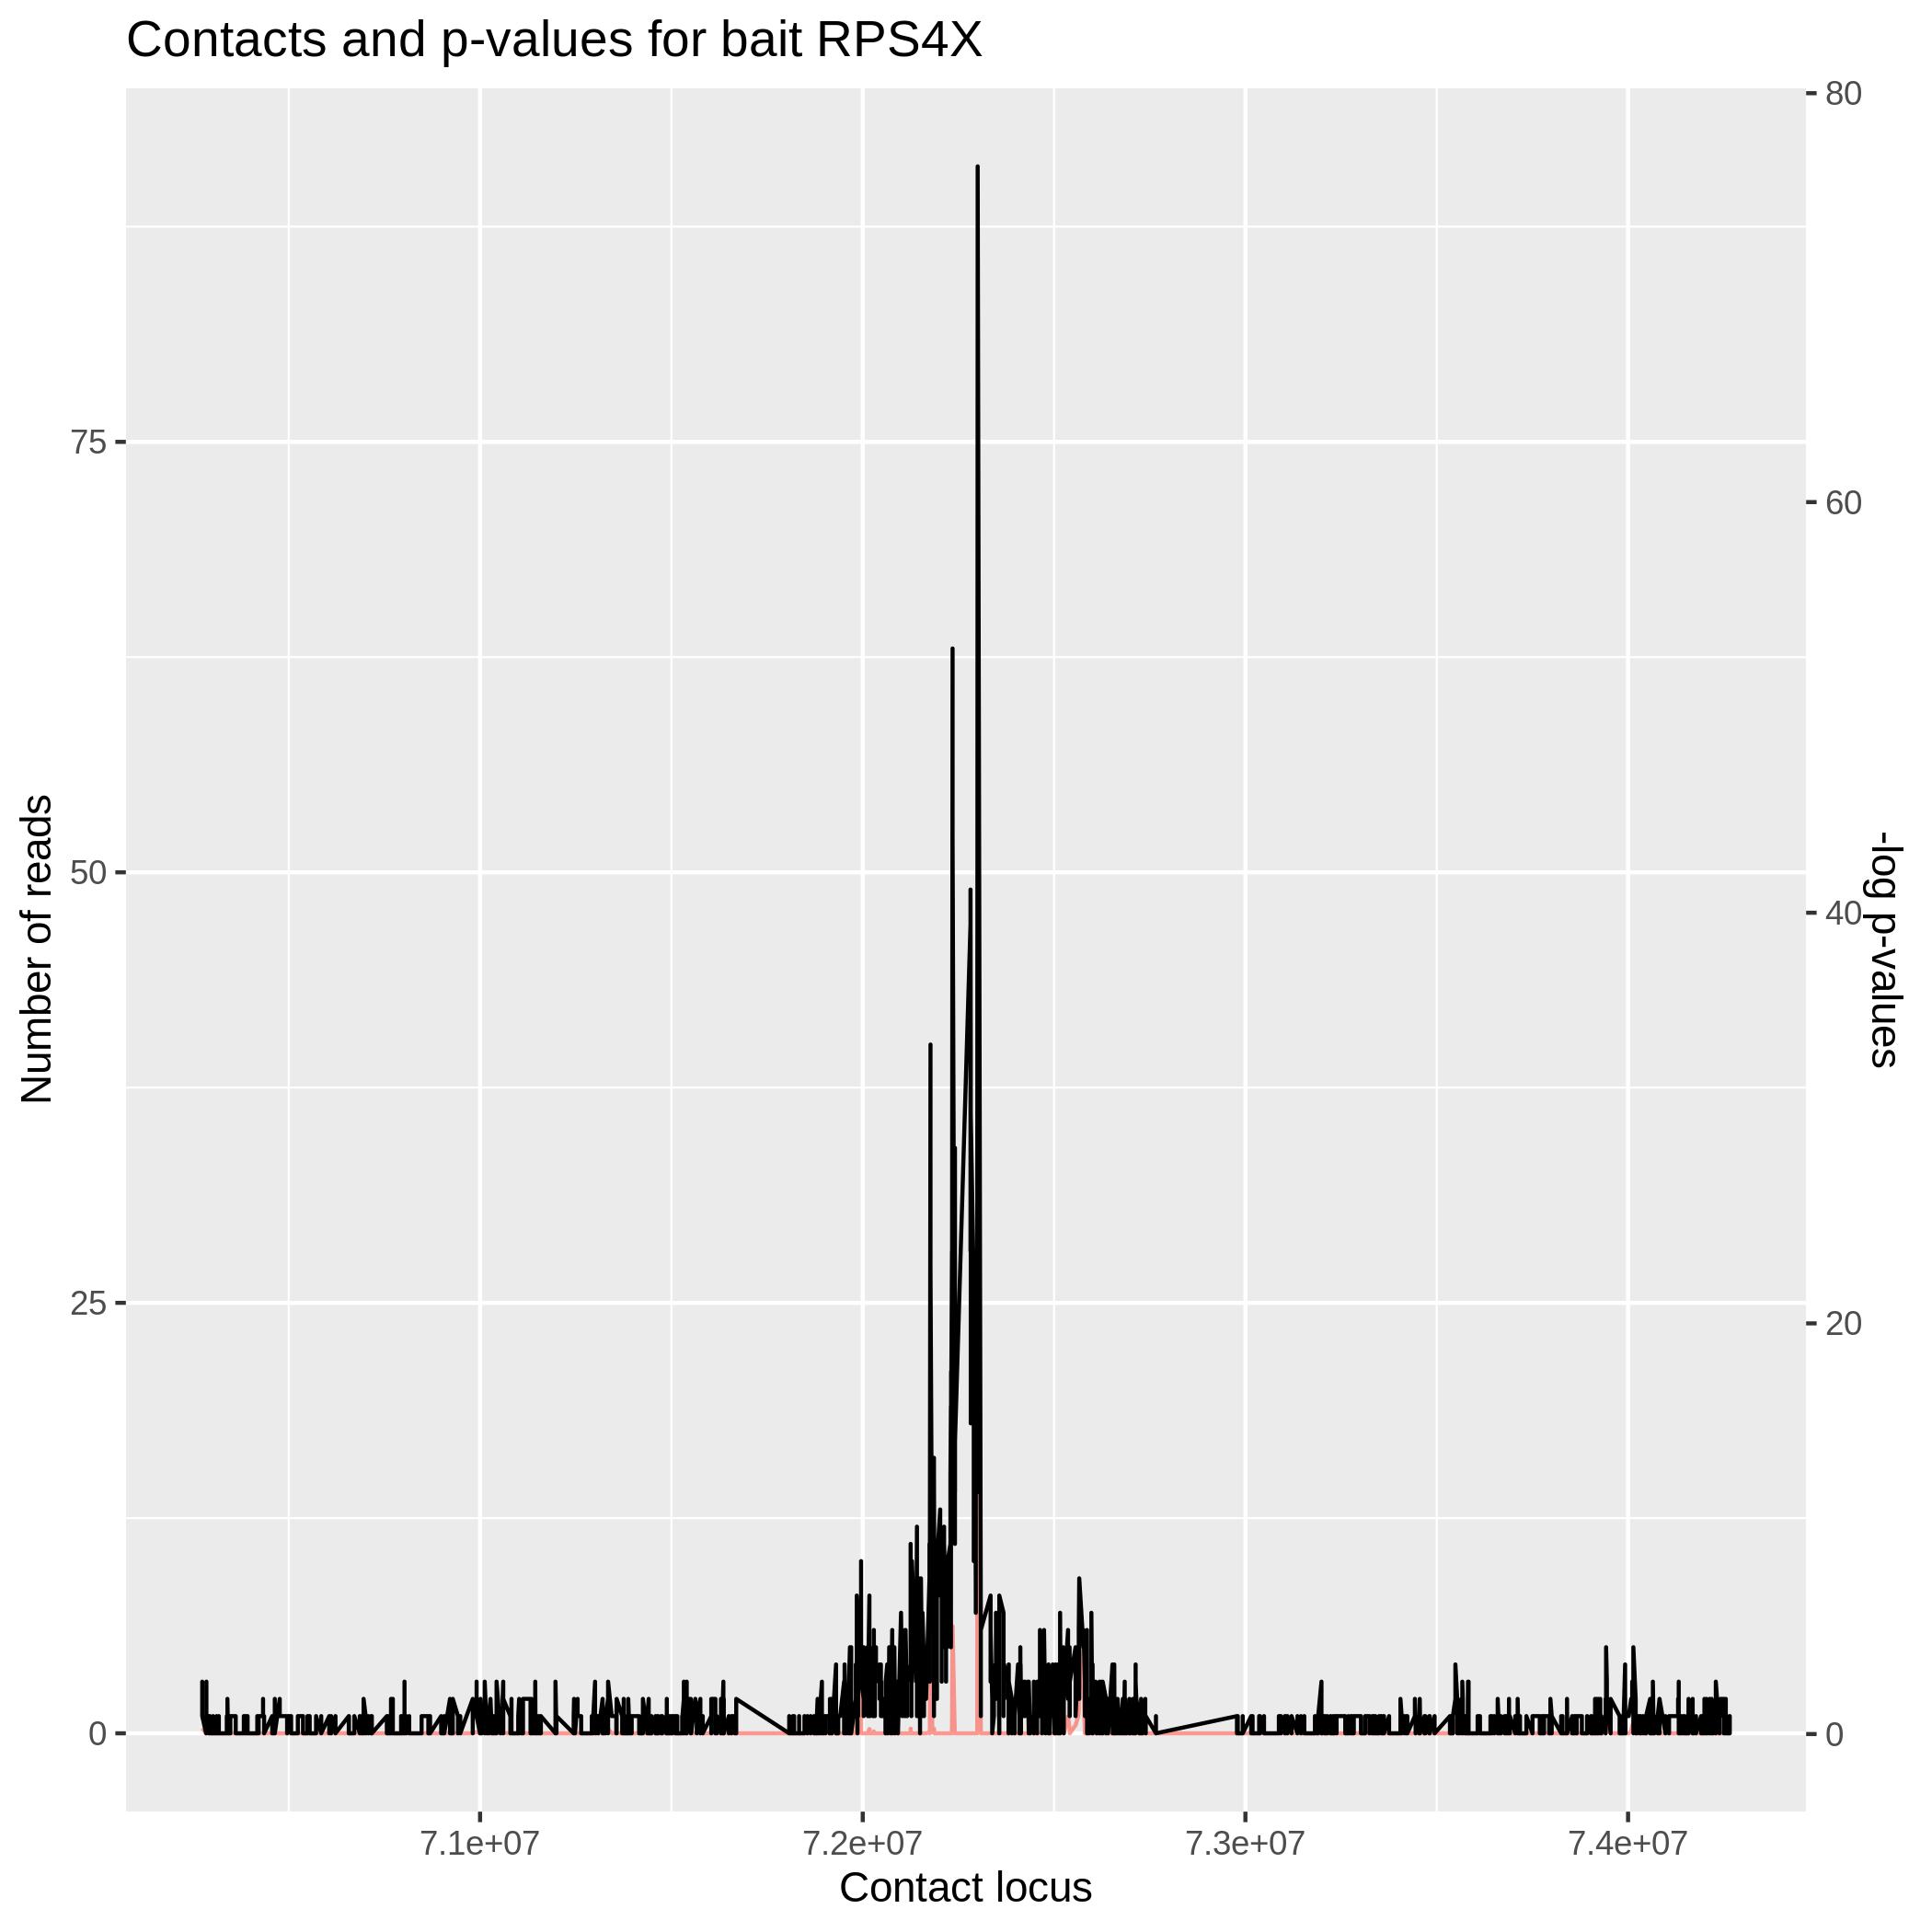 Contacts and p-values for bait RPS4X
80
75
60
50
40
25
20
0
0
Number of reads
-log p-values
7.1e+07
7.2e+07
7.3e+07
7.4e+07
Contact locus